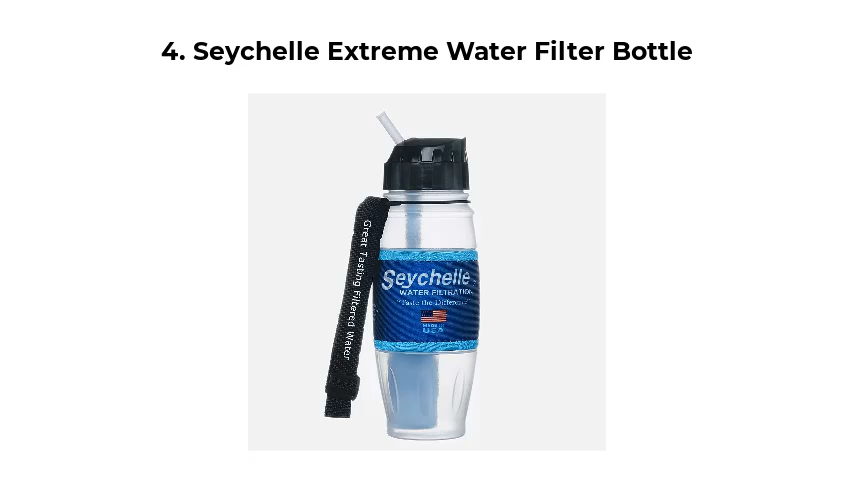 4. Seychelle Extreme Water Filter Bottle
Great Tasting Filtered Water
Seychelle
WATER FILTRATION
"Taste the Difference"
MADE IN
USA